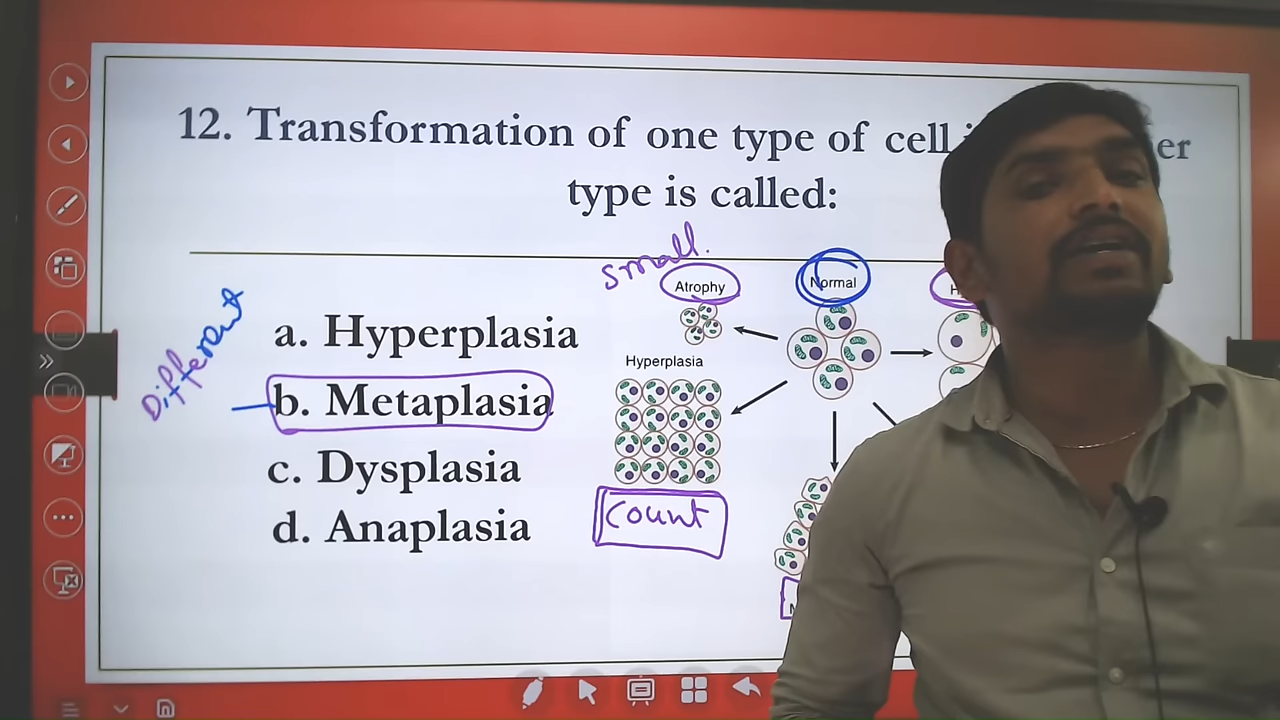 12. Transformation of one type of cell
type is called:
small.
Atrophy
Normal
Different
a. Hyperplasia
Hyperplasia
b. Metaplasia
c. Dysplasia
Count
d. Anaplasia